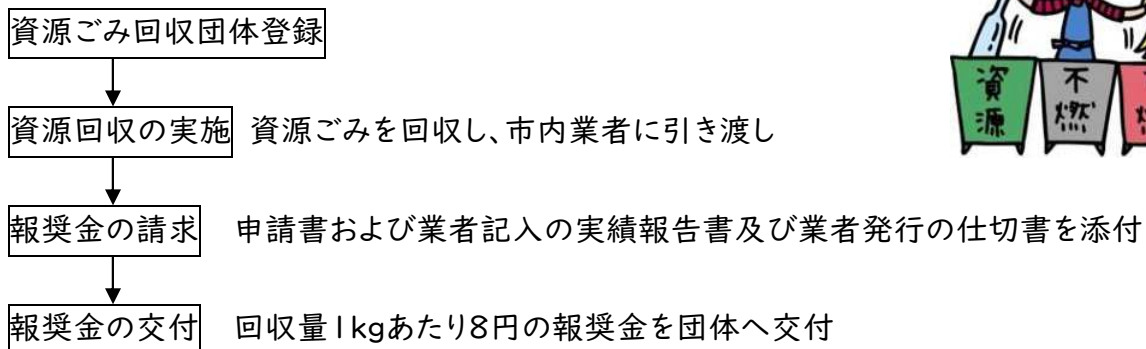 資源ごみ回収団体登録
資源
不燃
資源回収の実施 資源ごみを回収し、市内業者に引き渡し
報奨金の請求 申請書および業者記入の実績報告書及び業者発行の仕切書を添付
報奨金の交付 回収量1kgあたり8円の報奨金を団体へ交付